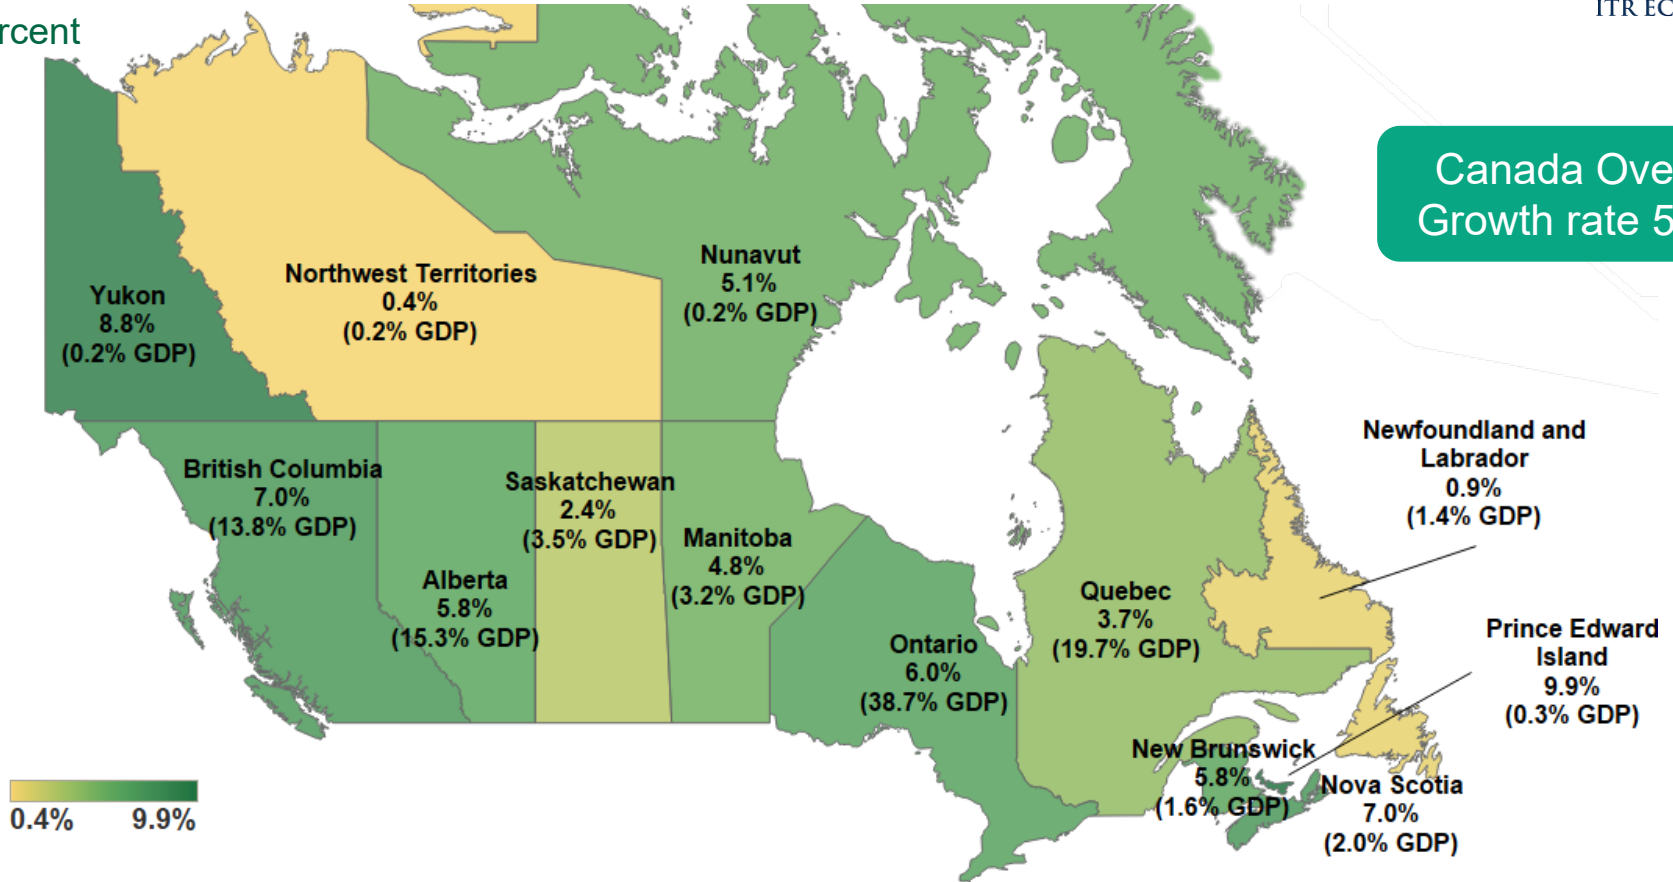 ITR EC
rcent
Canada Ove
Growth rate 5
Nunavut
5.1%
(0.2% GDP)
Northwest Territories
0.4%
(0.2% GDP)
Yukon
8.8%
(0.2% GDP)
Newfoundland and
Labrador
0.9%
(1.4% GDP)
British Columbia
7.0%
(13.8% GDP)
Saskatchewan
2.4%
(3.5% GDP)
Manitoba
4.8%
(3.2% GDP)
Alberta
5.8%
(15.3% GDP)
Quebec
3.7%
(19.7% GDP)
Prince Edward
Island
9.9%
(0.3% GDP)
Ontario
6.0%
(38.7% GDP)
New Brunswick
5.8%
(1.6% GDP)
Nova Scotia
7.0%
(2.0% GDP)
0.4% 9.9%